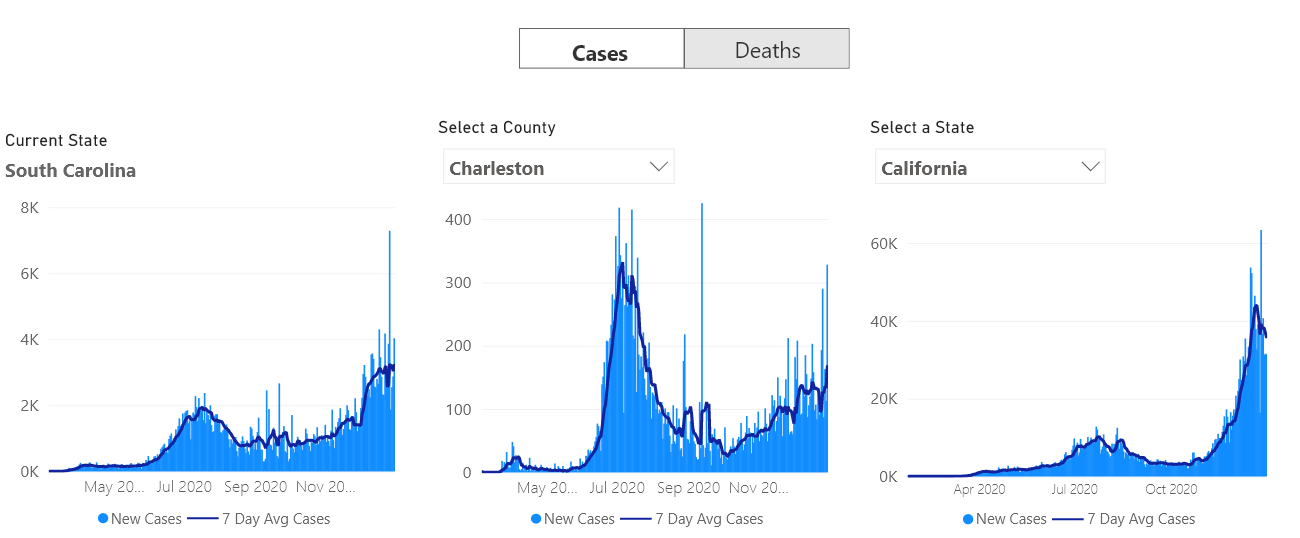 Cases Deaths
Current State
South Carolina
8K
6K
4K
2K
0K
May 20... Jul 2020 Sep 2020 Nov 20...
New Cases 7 Day Avg Cases
Select a County
Charleston
400
300
200
100
0
May 20... Jul 2020 Sep 2020 Nov 20...
New Cases 7 Day Avg Cases
Select a State
California
60K
40K
20K
0K
Apr 2020 Jul 2020 Oct 2020
New Cases 7 Day Avg Cases